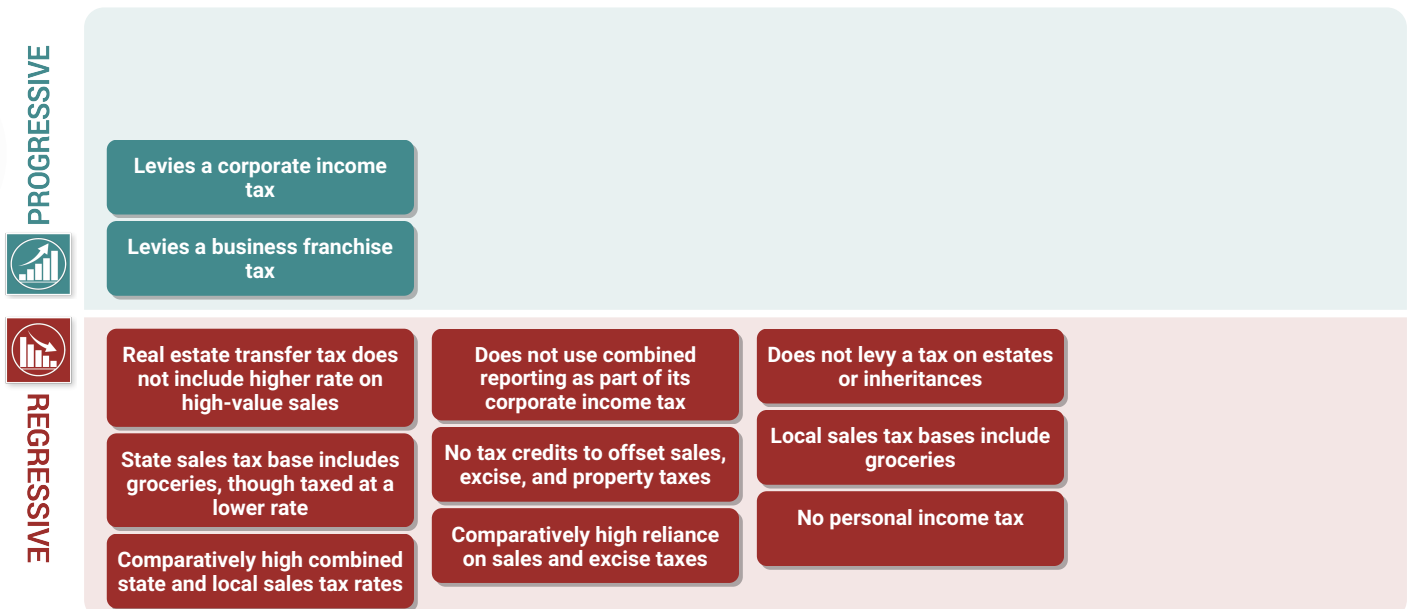 PROGRESSIVE
Levies a corporate income
tax
Levies a business franchise
tax
REGRESSIVE
Real estate transfer tax does
not include higher rate on
high-value sales
State sales tax base includes
groceries, though taxed at a
lower rate
Comparatively high combined
state and local sales tax rates
Does not use combined
reporting as part of its
corporate income tax
No tax credits to offset sales,
excise, and property taxes
Comparatively high reliance
on sales and excise taxes
Does not levy a tax on estates
or inheritances
Local sales tax bases include
groceries
No personal income tax